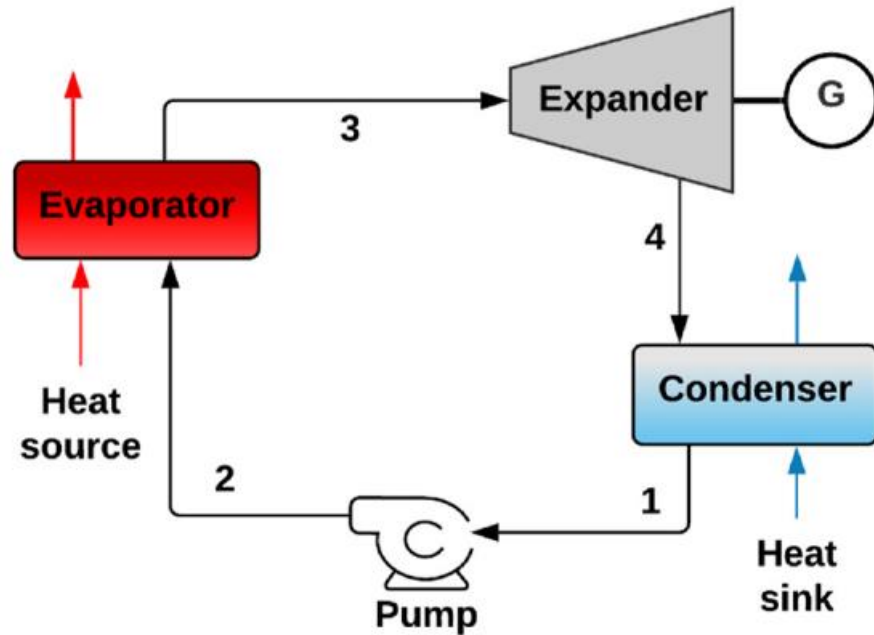 Expander
G
3
Evaporator
4
Condenser
Heat
source
2
1
Heat
sink
Pump